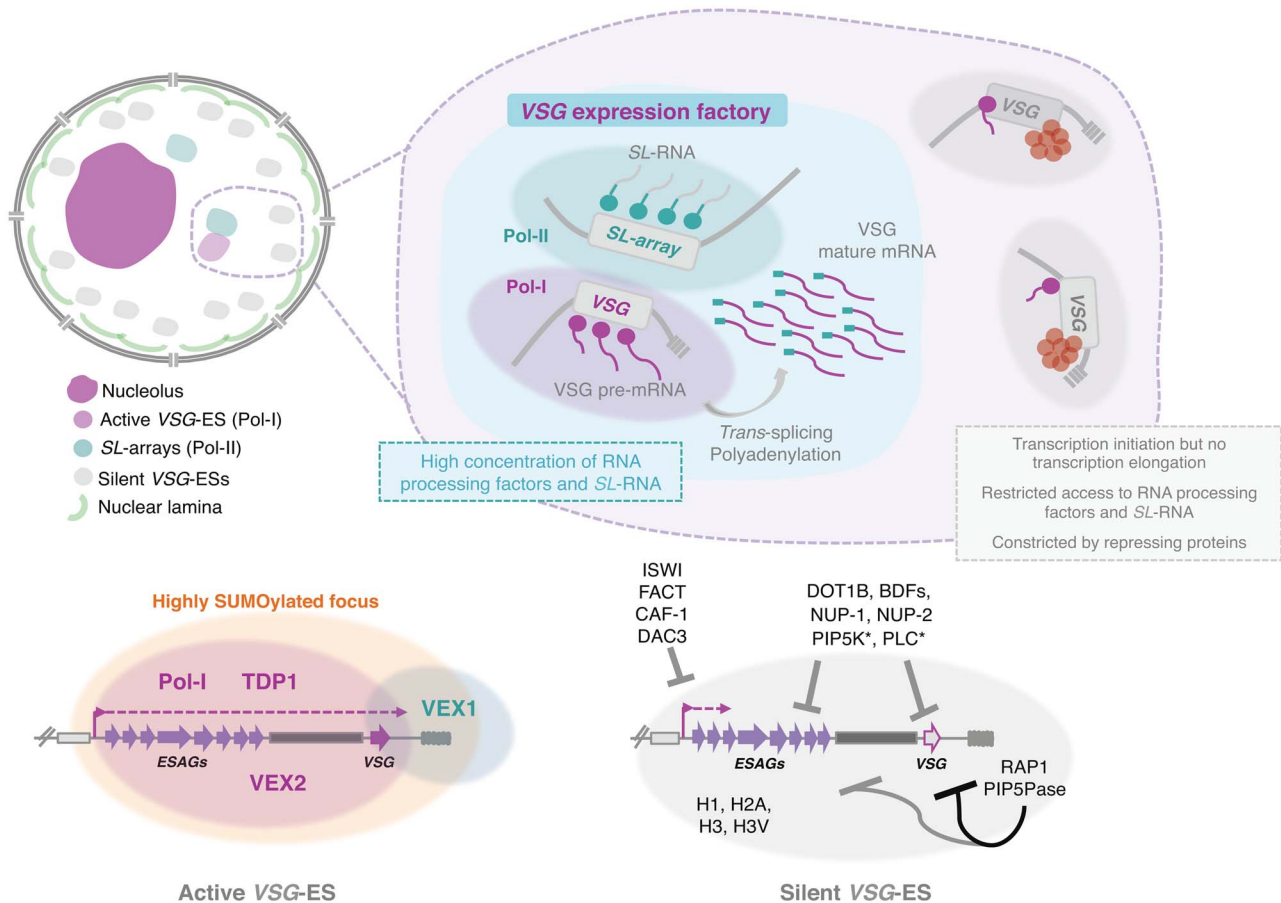 VSG expression factory
SL-RNA
Pol-II
SL-array
VSG
mature mRNA
Pol-I
VSG
VSG pre-mRNA
Trans-splicing
Polyadenylation
High concentration of RNA
processing factors and SL-RNA
VSG
VSG
Transcription initiation but no
transcription elongation
Restricted access to RNA processing
factors and SL-RNA
Constricted by repressing proteins
Nucleolus
Active VSG-ES (Pol-I)
SL-arrays (Pol-II)
Silent VSG-ESs
Nuclear lamina
Highly SUMOylated focus
Pol-I TDP1
VEX1
ESAGs
VSG
VEX2
Active VSG-ES
ISWI
FACT
CAF-1
DAC3
DOT1B, BDFs,
NUP-1, NUP-2
PIP5K*, PLC*
ESAGs
VSG
RAP1
PIP5Pase
H1, H2A,
H3, H3V
Silent VSG-ES